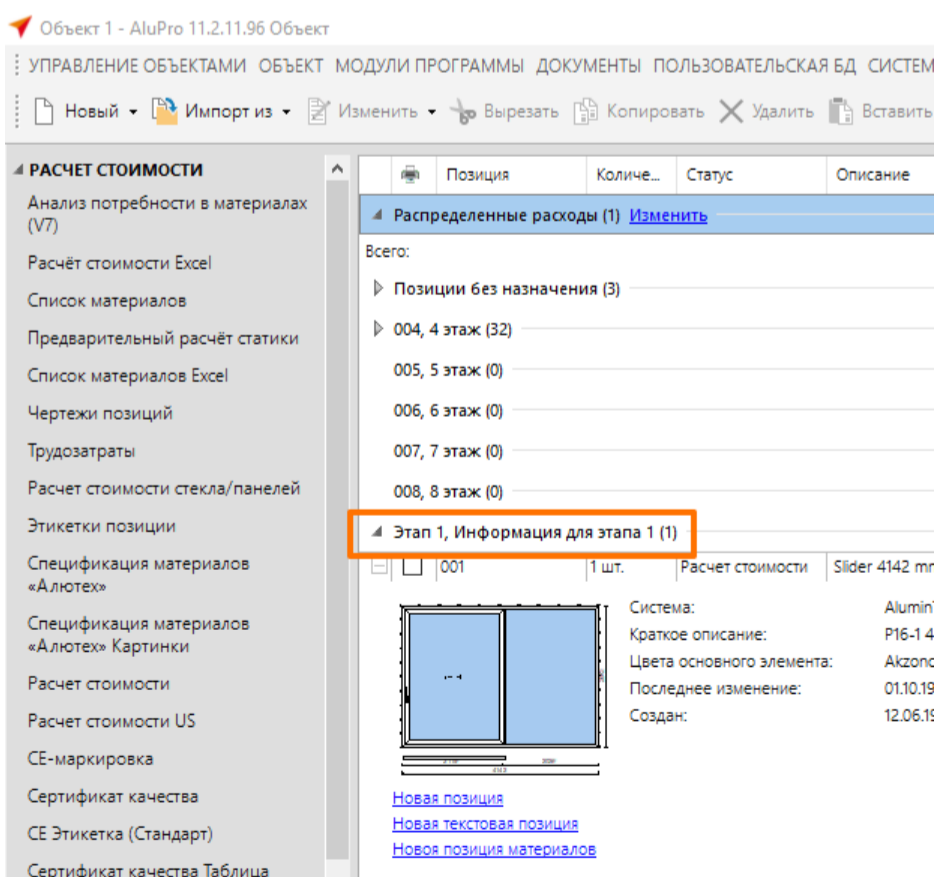 Объект 1 - AluPro 11.2.11.96 Объект
УПРАВЛЕНИЕ ОБЪЕКТАМИ ОБЪЕКТ МОДУЛИ ПРОГРАММЫ ДОКУМЕНТЫ ПОЛЬЗОВАТЕЛЬСКАЯ БД СИСТЕМ
Новый Импорт из Изменить Вырезать Копировать Удалить Вставить
РАСЧЕТ СТОИМОСТИ
Анализ потребности в материалах
(V7)
Расчёт стоимости Excel
Список материалов
Предварительный расчёт статики
Список материалов Excel
Чертежи позиций
Трудозатраты
Расчет стоимости стекла/панелей
Этикетки позиции
Спецификация материалов
«Алютех»
Спецификация материалов
«Алютех» Картинки
Расчет стоимости
Расчет стоимости US
CE-маркировка
Сертификат качества
CE Этикетка (Стандарт)
Сертификат качества Таблица
Позиция Количе... Статус Описание
Распределенные расходы (1) Изменить
Всего:
Позиции без назначения (3)
004, 4 этаж (32)
005, 5 этаж (0)
006, 6 этаж (0)
007, 7 этаж (0)
008, 8 этаж (0)
Этап 1, Информация для этапа 1 (1)
001 1 шт. Расчет стоимости Slider 4142 mm
Система: Alumin
Краткое описание: P16-1 4
Цвета основного элемента: Akzono
Последнее изменение: 01.10.19
Создан: 12.06.19
Новая позиция
Новая текстовая позиция
Новоя позиция материалов